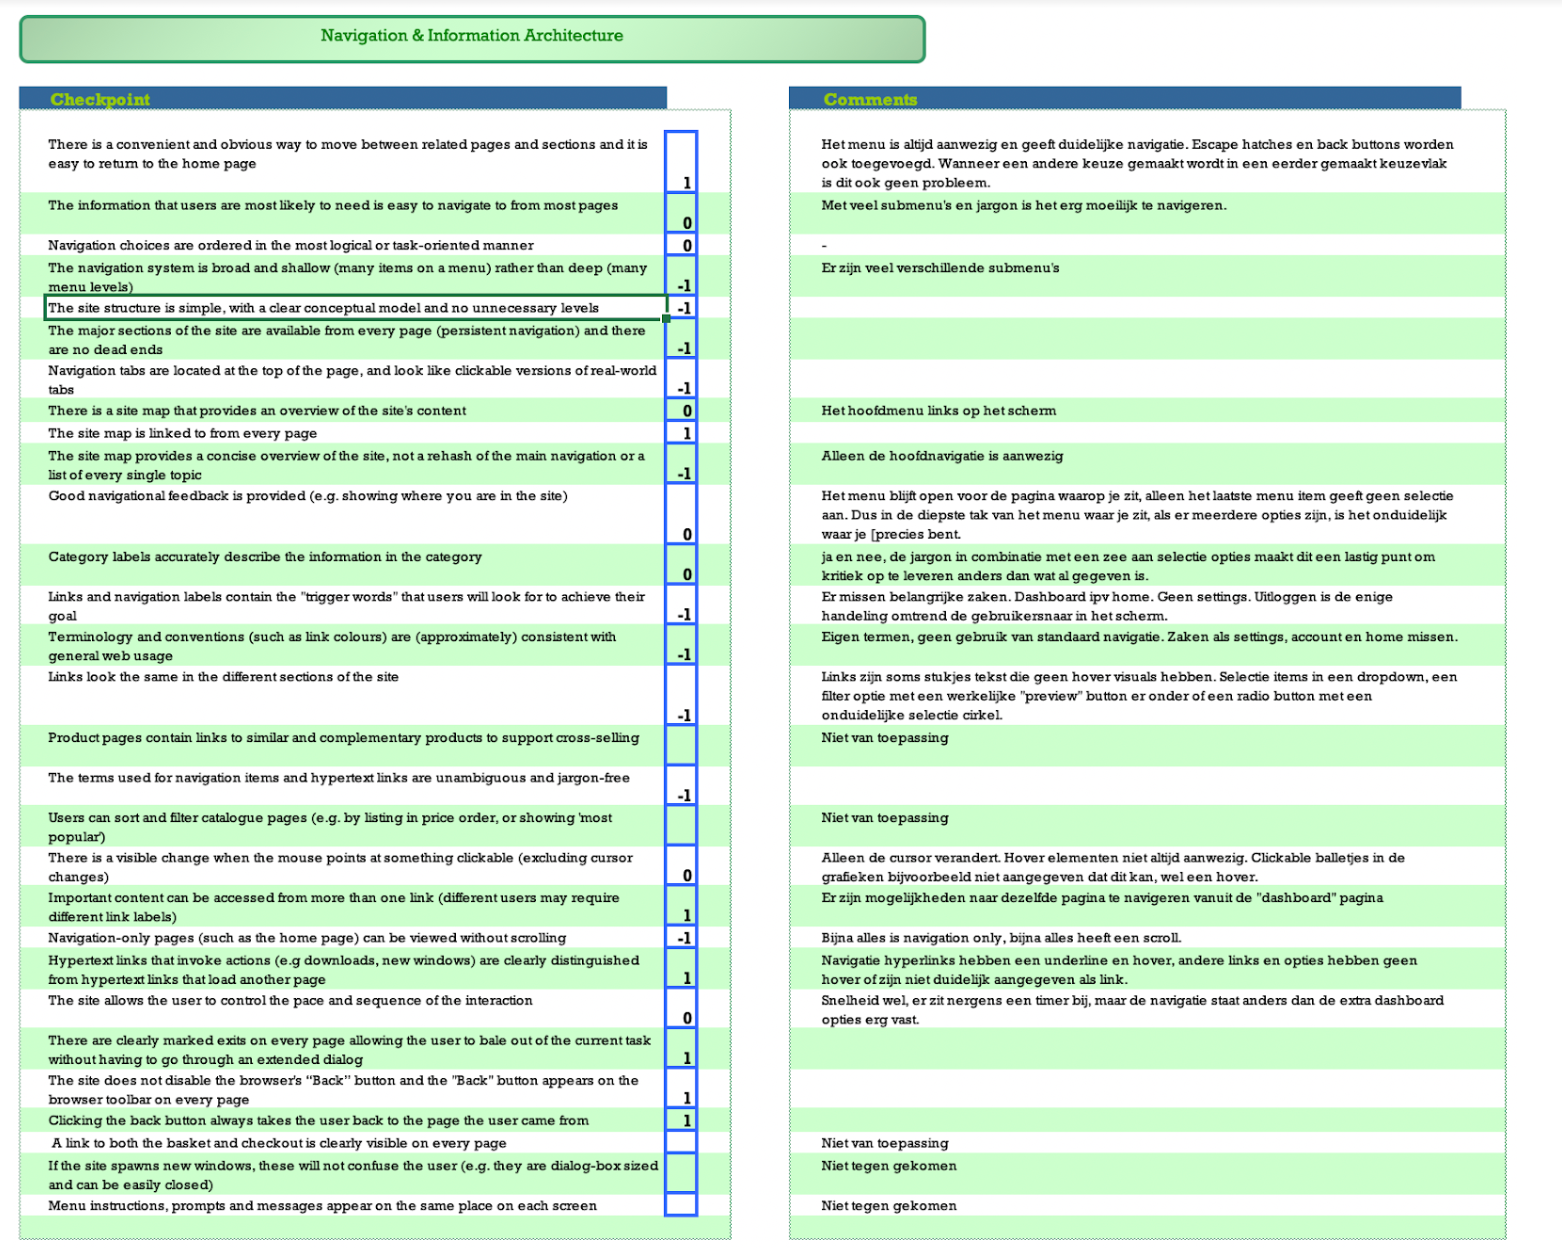 Navigation & Information Architecture
Checkpoint
Comments
There is a convenient and obvious way to move between related pages and sections and it is
easy to return to the home page
1
Het menu is altijd aanwezig en geeft duidelijke navigatie. Escape hatches en back buttons worden
ook toegevoegd. Wanneer een andere keuze gemaakt wordt in een eerder gemaakt keuzevlak
is dit ook geen probleem.
The information that users are most likely to need is easy to navigate to from most pages
0
Met veel submenu's en jargon is het erg moeilijk te navigeren.
Navigation choices are ordered in the most logical or task-oriented manner
0
-
The navigation system is broad and shallow (many items on a menu) rather than deep (many
menu levels)
-1
Er zijn veel verschillende submenu's
The site structure is simple, with a clear conceptual model and no unnecessary levels
-1
The major sections of the site are available from every page (persistent navigation) and there
are no dead ends
-1
Navigation tabs are located at the top of the page, and look like clickable versions of real-world
tabs
-1
There is a site map that provides an overview of the site's content
0
Het hoofdmenu links op het scherm
The site map is linked to from every page
1
The site map provides a concise overview of the site, not a rehash of the main navigation or a
list of every single topic
-1
Alleen de hoofdnavigatie is aanwezig
Good navigational feedback is provided (e.g. showing where you are in the site)
0
Het menu blijft open voor de pagina waarop je zit, alleen het laatste menu item geeft geen selectie
aan. Dus in de diepste tak van het menu waar je zit, als er meerdere opties zijn, is het onduidelijk
waar je [precies bent.
Category labels accurately describe the information in the category
0
ja en nee, de jargon in combinatie met een zee aan selectie opties maakt dit een lastig punt om
kritiek op te leveren anders dan wat al gegeven is.
Links and navigation labels contain the "trigger words" that users will look for to achieve their
goal
-1
Er missen belangrijke zaken. Dashboard ipv home. Geen settings. Uitloggen is de enige
handeling omtrend de gebruikersnaar in het scherm.
Terminology and conventions (such as link colours) are (approximately) consistent with
general web usage
-1
Eigen termen, geen gebruik van standaard navigatie. Zaken als settings, account en home missen.
Links look the same in the different sections of the site
-1
Links zijn soms stukjes tekst die geen hover visuals hebben. Selectie items in een dropdown, een
filter optie met een werkelijke "preview" button er onder of een radio button met een
onduidelijke selectie cirkel.
Product pages contain links to similar and complementary products to support cross-selling
Niet van toepassing
The terms used for navigation items and hypertext links are unambiguous and jargon-free
-1
Users can sort and filter catalogue pages (e.g. by listing in price order, or showing 'most
popular')
Niet van toepassing
There is a visible change when the mouse points at something clickable (excluding cursor
changes)
0
Alleen de cursor verandert. Hover elementen niet altijd aanwezig. Clickable balletjes in de
grafieken bijvoorbeeld niet aangegeven dat dit kan, wel een hover.
Important content can be accessed from more than one link (different users may require
different link labels)
1
Er zijn mogelijkheden naar dezelfde pagina te navigeren vanuit de "dashboard" pagina
Navigation-only pages (such as the home page) can be viewed without scrolling
-1
Bijna alles is navigation only, bijna alles heeft een scroll.
Hypertext links that invoke actions (e.g downloads, new windows) are clearly distinguished
from hypertext links that load another page
1
Navigatie hyperlinks hebben een underline en hover, andere links en opties hebben geen
hover of zijn niet duidelijk aangegeven als link.
The site allows the user to control the pace and sequence of the interaction
0
Snelheid wel, er zit nergens een timer bij, maar de navigatie staat anders dan de extra dashboard
opties erg vast.
There are clearly marked exits on every page allowing the user to bale out of the current task
without having to go through an extended dialog
1
The site does not disable the browser's “Back” button and the "Back" button appears on the
browser toolbar on every page
1
Clicking the back button always takes the user back to the page the user came from
1
A link to both the basket and checkout is clearly visible on every page
Niet van toepassing
If the site spawns new windows, these will not confuse the user (e.g. they are dialog-box sized
and can be easily closed)
Niet tegen gekomen
Menu instructions, prompts and messages appear on the same place on each screen
Niet tegen gekomen